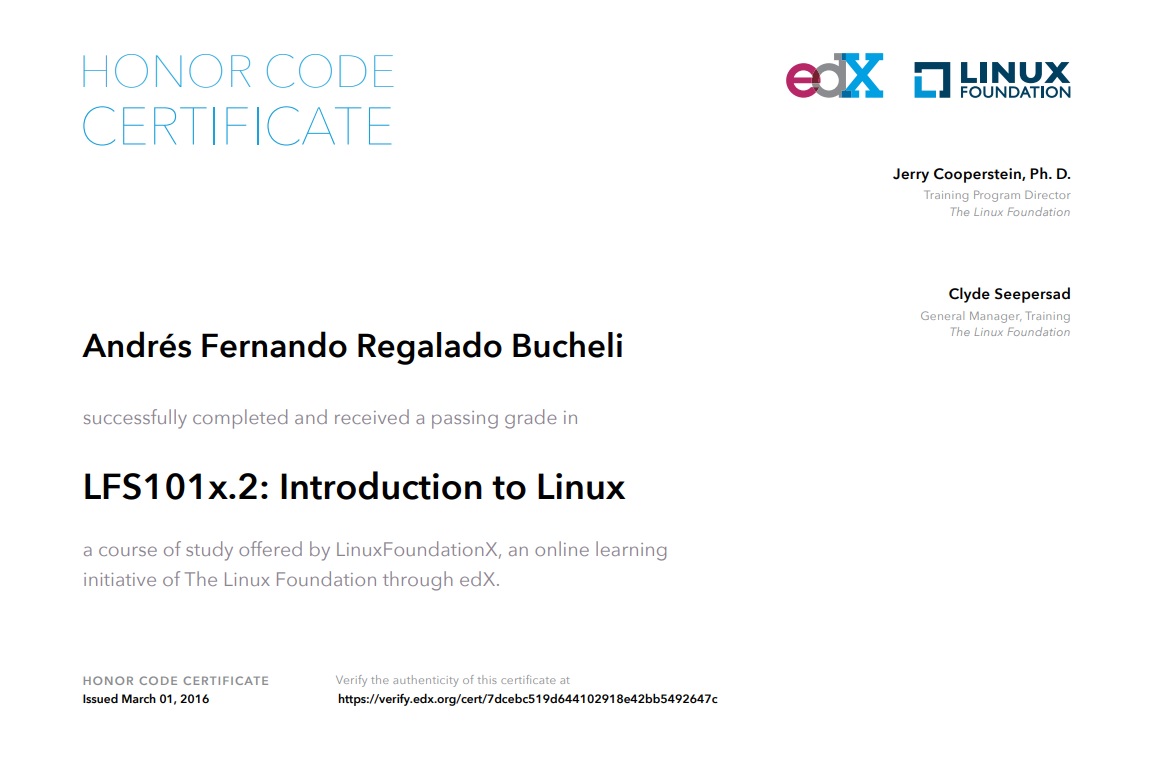 HONOR CODE
CERTIFICATE
edX
LINUX
FOUNDATION
Jerry Cooperstein, Ph. D.
Training Program Director
The Linux Foundation
Clyde Seepersad
General Manager, Training
The Linux Foundation
Andrés Fernando Regalado Bucheli
successfully completed and received a passing grade in
LFS101x.2: Introduction to Linux
a course of study offered by LinuxFoundationX, an online learning
initiative of The Linux Foundation through edX.
HONOR CODE CERTIFICATE
Issued March 01, 2016
Verify the authenticity of this certificate at
https://verify.edx.org/cert/7dcebc519d644102918e42bb5492647c